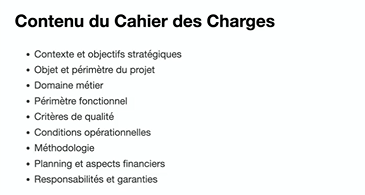 Contenu du Cahier des Charges
• Contexte et objectifs stratégiques
• Objet et périmètre du projet
• Domaine métier
• Périmètre fonctionnel
• Critères de qualité
• Conditions opérationnelles
• Méthodologie
• Planning et aspects financiers
• Responsabilités et garanties